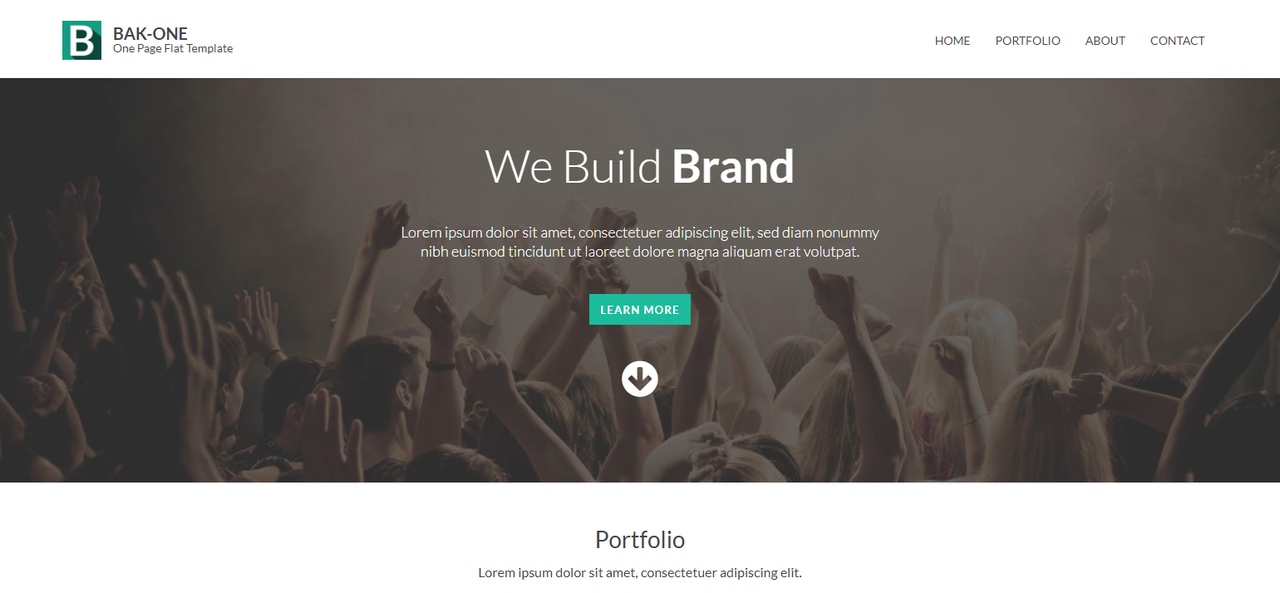 B
BAK-ONE
One Page Flat Template
HOME PORTFOLIO ABOUT CONTACT
We Build Brand
Lorem ipsum dolor sit amet, consectetuer adipiscing elit, sed diam nonummy
nibh euismod tincidunt ut laoreet dolore magna aliquam erat volutpat.
LEARN MORE
Portfolio
Lorem ipsum dolor sit amet, consectetuer adipiscing elit.